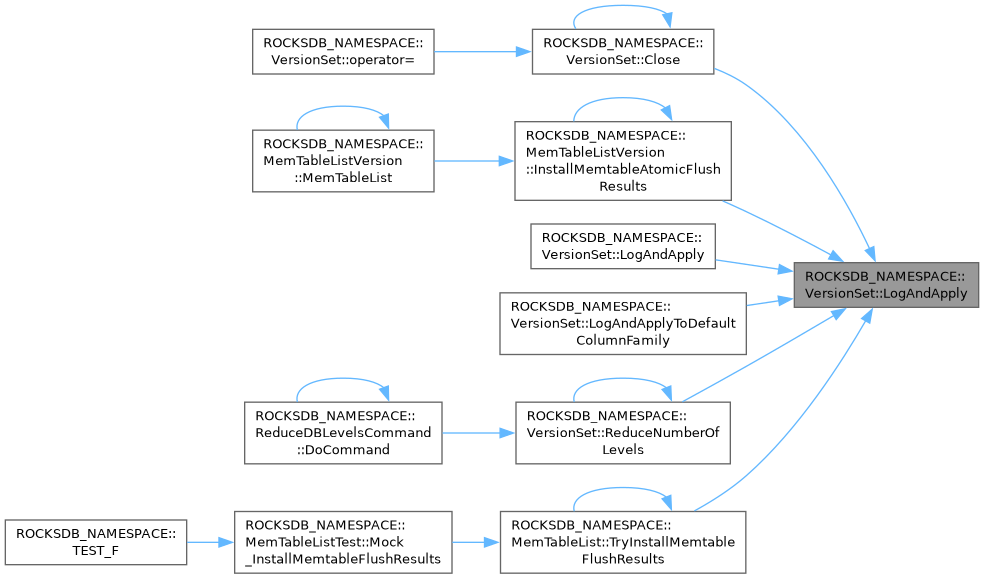 ROCKSDB_NAMESPACE::
VersionSet::operator=
ROCKSDB_NAMESPACE::
VersionSet::Close
ROCKSDB_NAMESPACE::
MemTableListVersion
::MemTableList
ROCKSDB_NAMESPACE::
MemTableListVersion
::InstallMemtableAtomicFlush
Results
ROCKSDB_NAMESPACE::
VersionSet::LogAndApply
ROCKSDB_NAMESPACE::
VersionSet::LogAndApply
ROCKSDB_NAMESPACE::
VersionSet::LogAndApplyToDefault
ColumnFamily
ROCKSDB_NAMESPACE::
ReduceDBLevelsCommand
::DoCommand
ROCKSDB_NAMESPACE::
VersionSet::ReduceNumberOf
Levels
ROCKSDB_NAMESPACE::
TEST_F
ROCKSDB_NAMESPACE::
MemTableListTest::Mock
_InstallMemtableFlushResults
ROCKSDB_NAMESPACE::
MemTableList::TryInstallMemtable
FlushResults